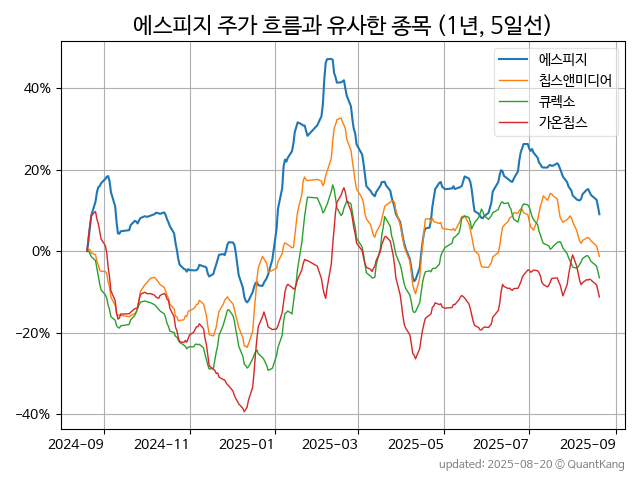 에스피지 주가 흐름과 유사한 종목 (1년, 5일선)
에스피지
칩스앤미디어
큐렉소
가온칩스
40%
20%
0%
−20%
−40%
2024-09 2024-11 2025-01 2025-03 2025-05 2025-07 2025-09
updated: 2025-08-20 © QuantKang